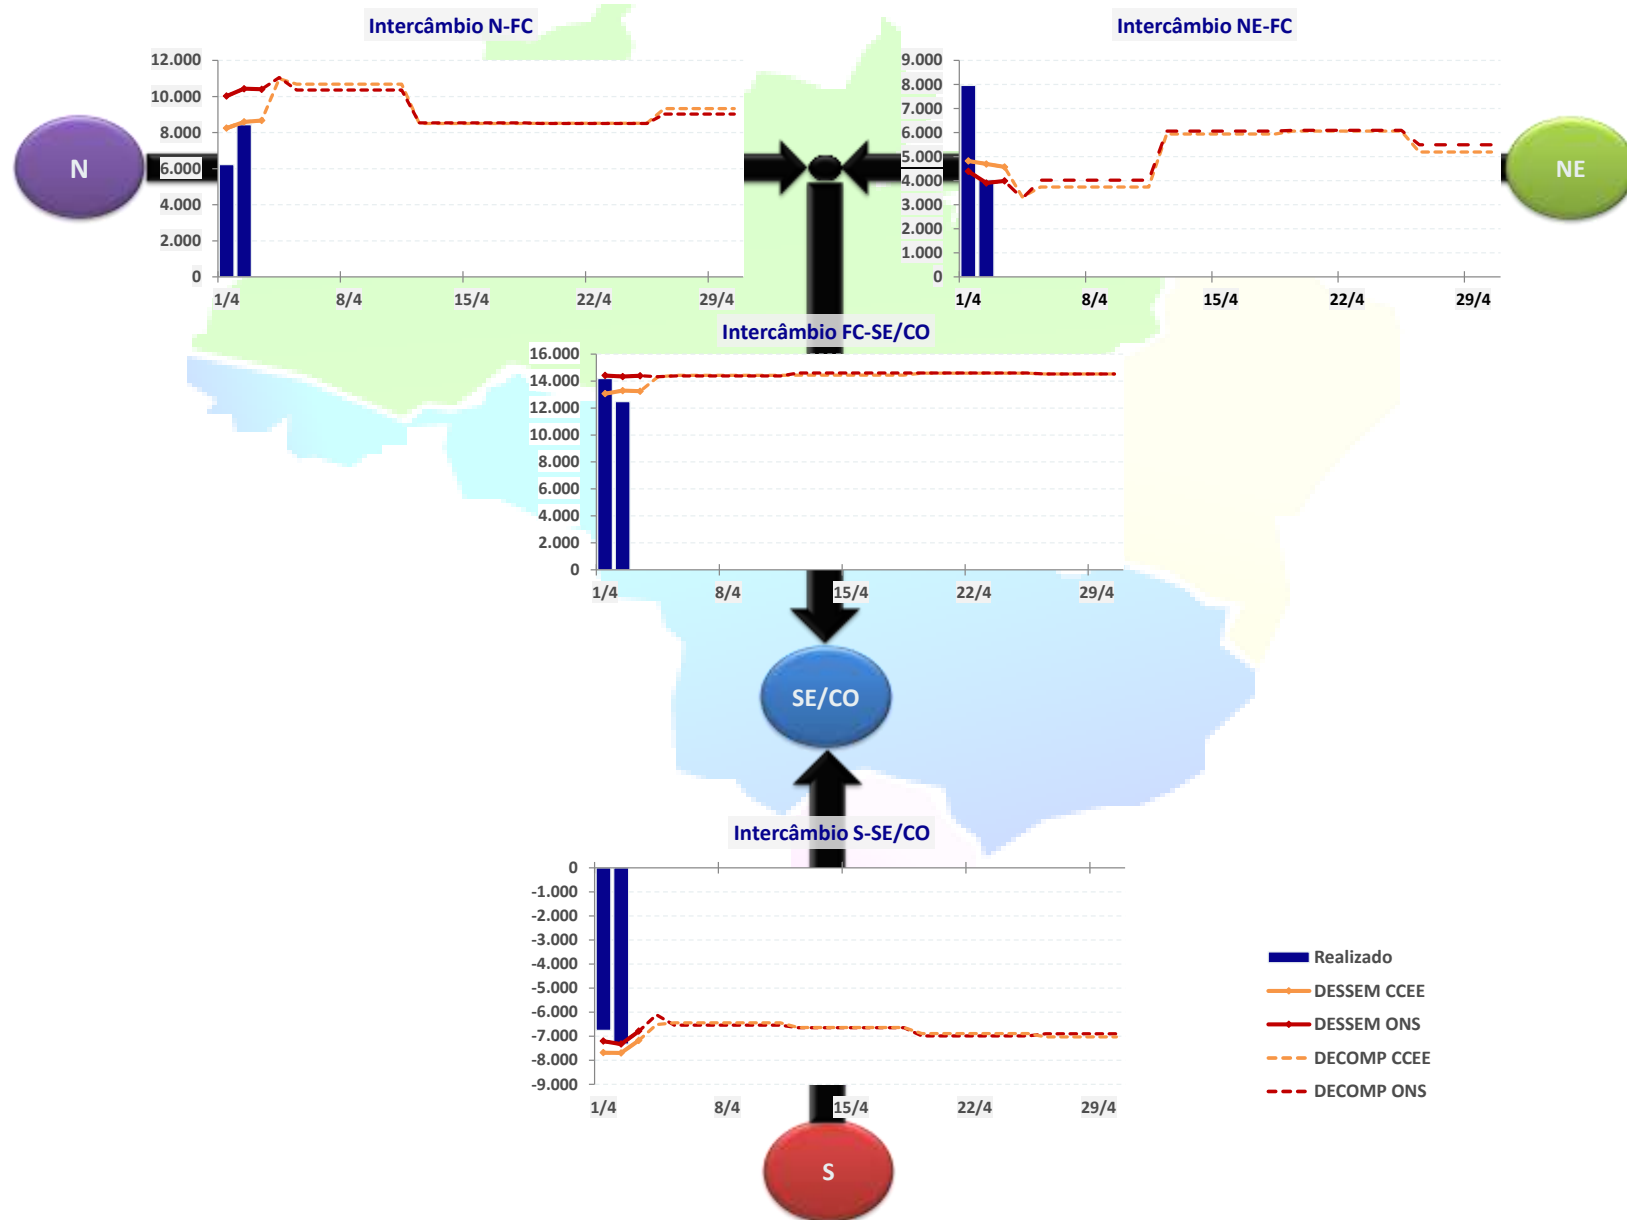 Intercâmbio N-FC
12.000
10.000
8.000
6.000
4.000
2.000
0
1/4 8/4 15/4 22/4 29/4
Intercâmbio NE-FC
9.000
8.000
7.000
6.000
5.000
4.000
3.000
2.000
1.000
0
1/4 8/4 15/4 22/4 29/4
N
NE
Intercâmbio FC-SE/CO
16.000
14.000
12.000
10.000
8.000
6.000
4.000
2.000
0
1/4 8/4 15/4 22/4 29/4
SE/CO
Intercâmbio S-SE/CO
0
-1.000
-2.000
-3.000
-4.000
-5.000
-6.000
-7.000
-8.000
-9.000
1/4 8/4 15/4 22/4 29/4
Realizado
DESSEM CCEE
DESSEM ONS
DECOMP CCEE
DECOMP ONS
S